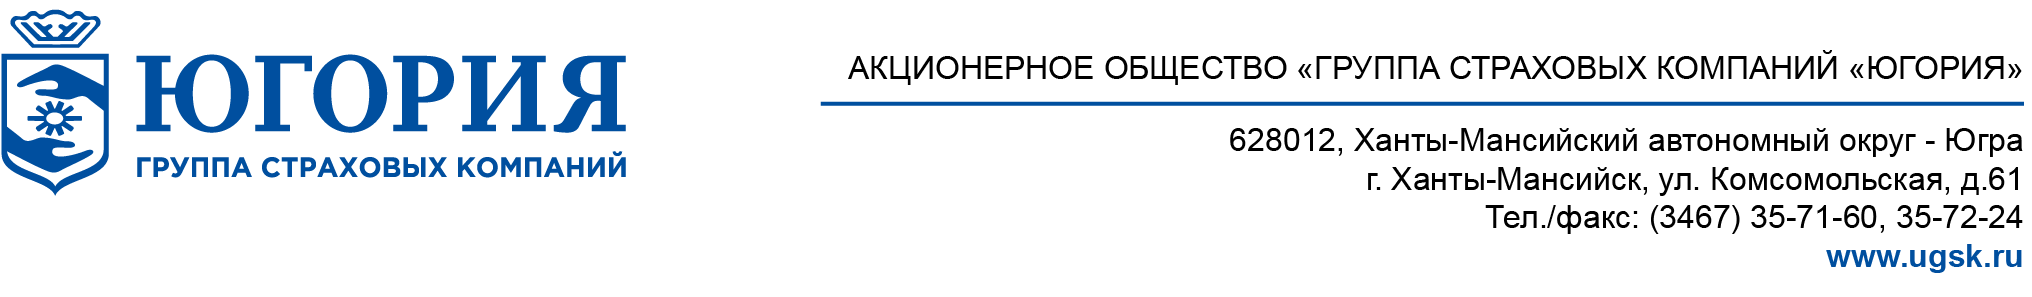 ЮГОРИЯ
ГРУППА СТРАХОВЫХ КОМПАНИЙ
АКЦИОНЕРНОЕ ОБЩЕСТВО «ГРУППА СТРАХОВЫХ КОМПАНИЙ «ЮГОРИЯ»
628012, Ханты-Мансийский автономный округ - Югра
г. Ханты-Мансийск, ул. Комсомольская, д.61
Тел./факс: (3467) 35-71-60, 35-72-24
www.ugsk.ru